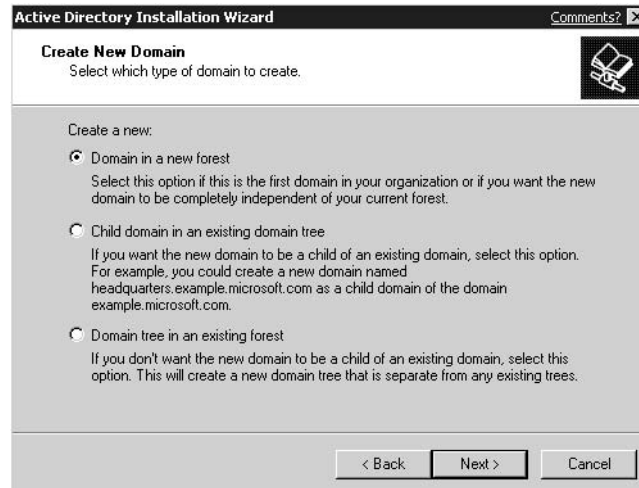 Active Directory Installation Wizard Comments?
Create New Domain
Select which type of domain to create.
Create a new:
Domain in a new forest
Select this option if this is the first domain in your organization or if you want the new
domain to be completely independent of your current forest.
Child domain in an existing domain tree
If you want the new domain to be a child of an existing domain, select this option.
For example, you could create a new domain named
headquarters.example.microsoft.com as a child domain of the domain
example.microsoft.com.
Domain tree in an existing forest
If you don't want the new domain to be a child of an existing domain, select this
option. This will create a new domain tree that is separate from any existing trees.
< Back Next > Cancel